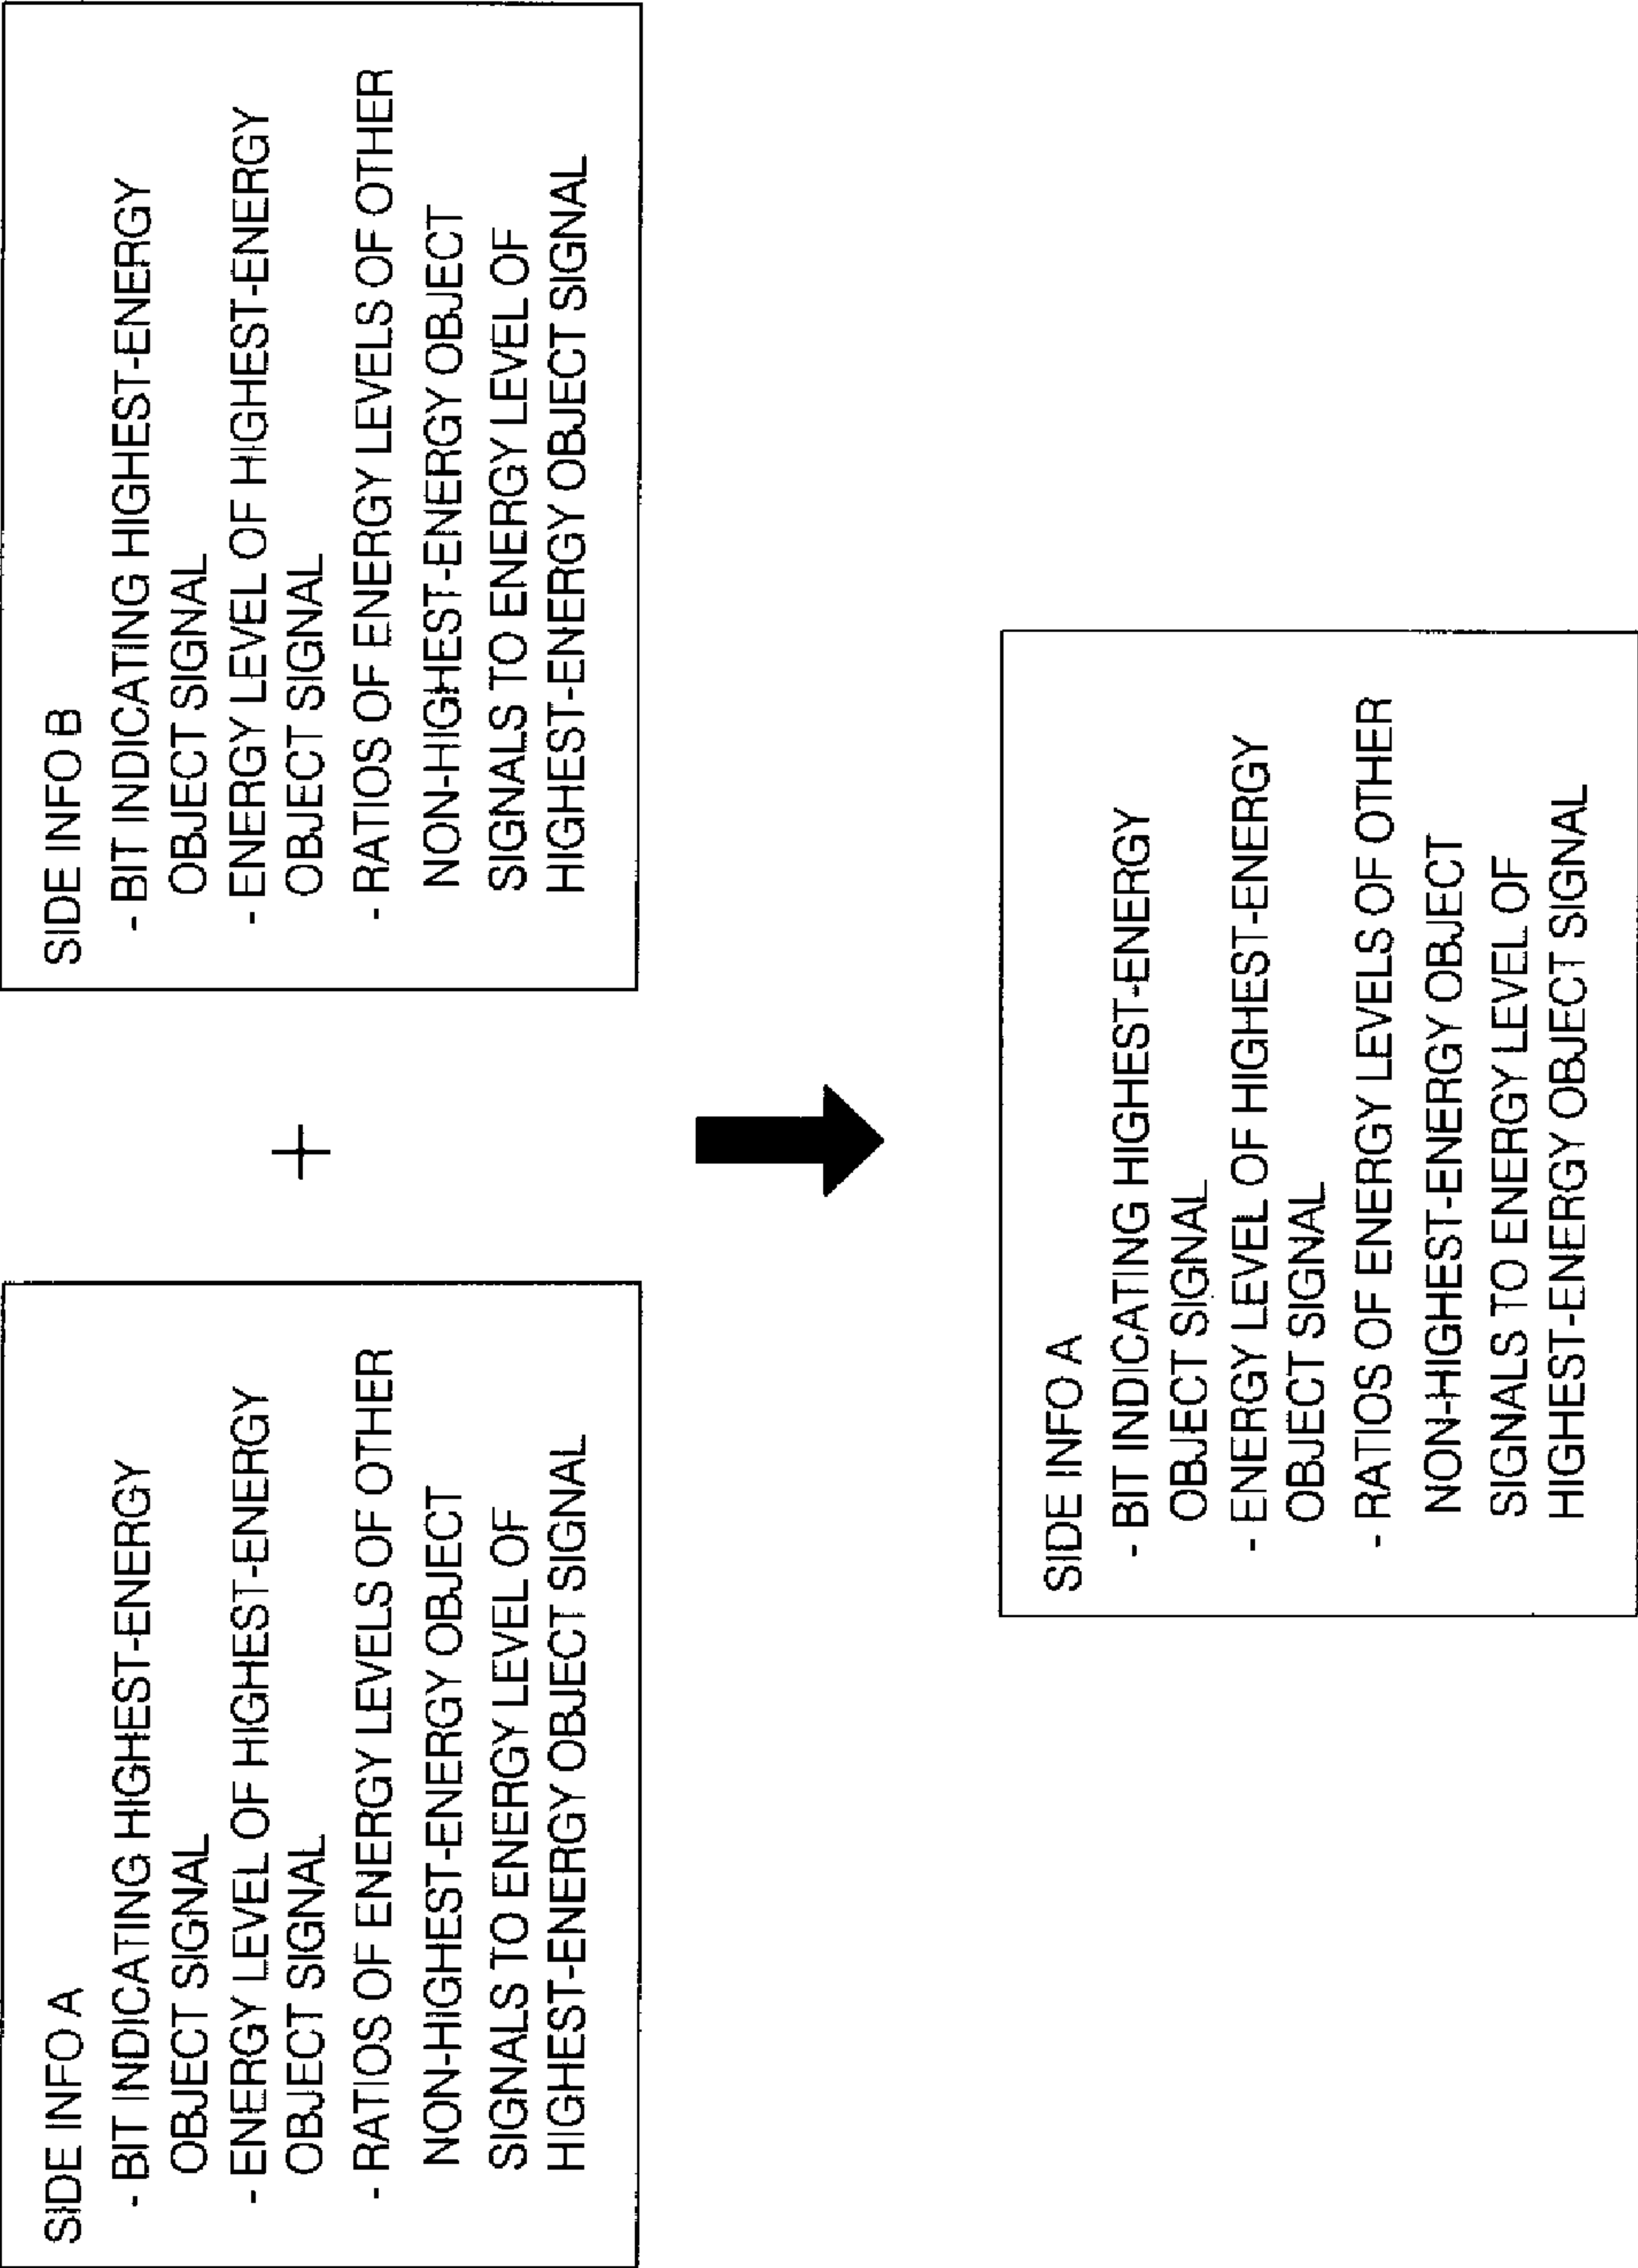 SIDE INFO A
- BIT INDICATING HIGHEST-ENERGY
OBJECT SIGNAL
- ENERGY LEVEL OF HIGHEST-ENERGY
OBJECT SIGNAL
- RATIOS OF ENERGY LEVELS OF OTHER
NON-HIGHEST-ENERGY OBJECT
SIGNALS TO ENERGY LEVEL OF
HIGHEST-ENERGY OBJECT SIGNAL
+
SIDE INFO B
- BIT INDICATING HIGHEST-ENERGY
OBJECT SIGNAL
- ENERGY LEVEL OF HIGHEST-ENERGY
OBJECT SIGNAL
- RATIOS OF ENERGY LEVELS OF OTHER
NON-HIGHEST-ENERGY OBJECT
SIGNALS TO ENERGY LEVEL OF
HIGHEST-ENERGY OBJECT SIGNAL
SIDE INFO A
- BIT INDICATING HIGHEST-ENERGY
OBJECT SIGNAL
- ENERGY LEVEL OF HIGHEST-ENERGY
OBJECT SIGNAL
- RATIOS OF ENERGY LEVELS OF OTHER
NON-HIGHEST-ENERGY OBJECT
SIGNALS TO ENERGY LEVEL OF
HIGHEST-ENERGY OBJECT SIGNAL